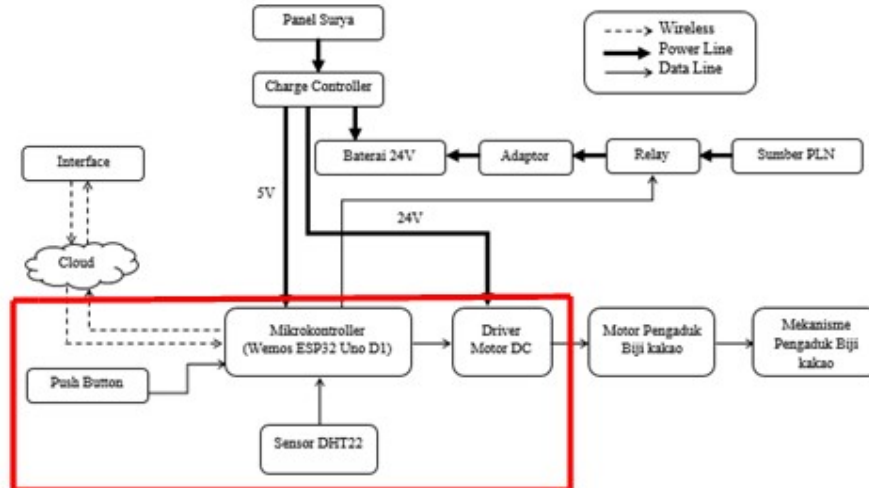 Panel Surya
Wireless
Power Line
Data Line
Charge Controller
Interface
Baterai 24V
Adaptor
Relay
Sumber PLN
5V
24V
Cloud
Mikrokontroller
(Wemos ESP32 Uno D1)
Driver
Motor DC
Motor Pengaduk
Biji kakao
Mekanisme
Pengaduk Biji
kakao
Push Button
Sensor DHT22